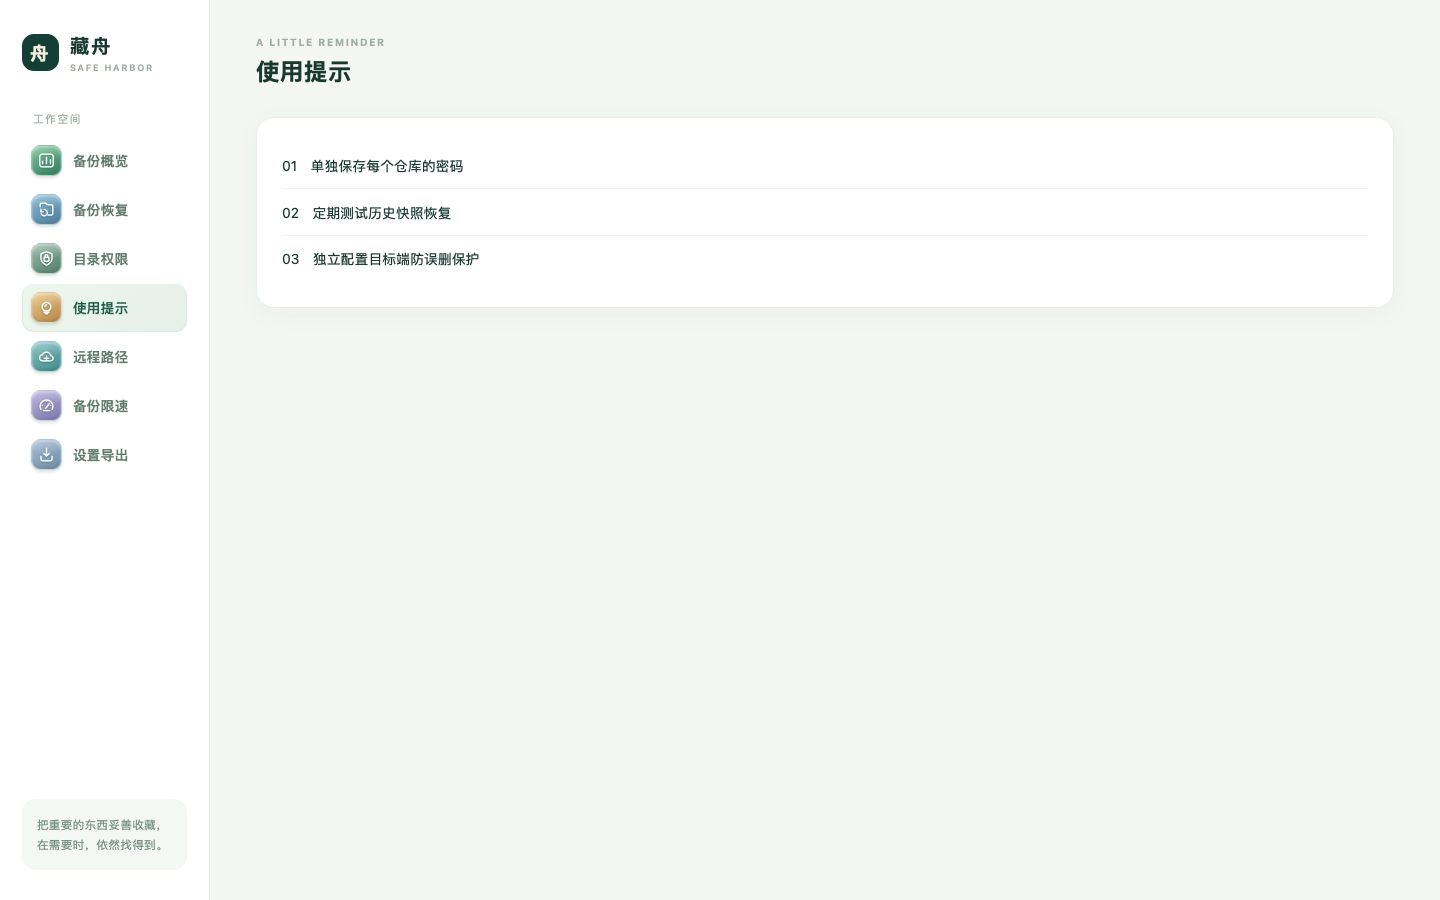 舟
藏舟
SAFE HARBOR
工作空间
备份概览
备份恢复
目录权限
使用提示
远程路径
备份限速
设置导出
把重要的东西妥善收藏，
在需要时，依然找得到。
A LITTLE REMINDER
使用提示
01 单独保存每个仓库的密码
02 定期测试历史快照恢复
03 独立配置目标端防误删保护